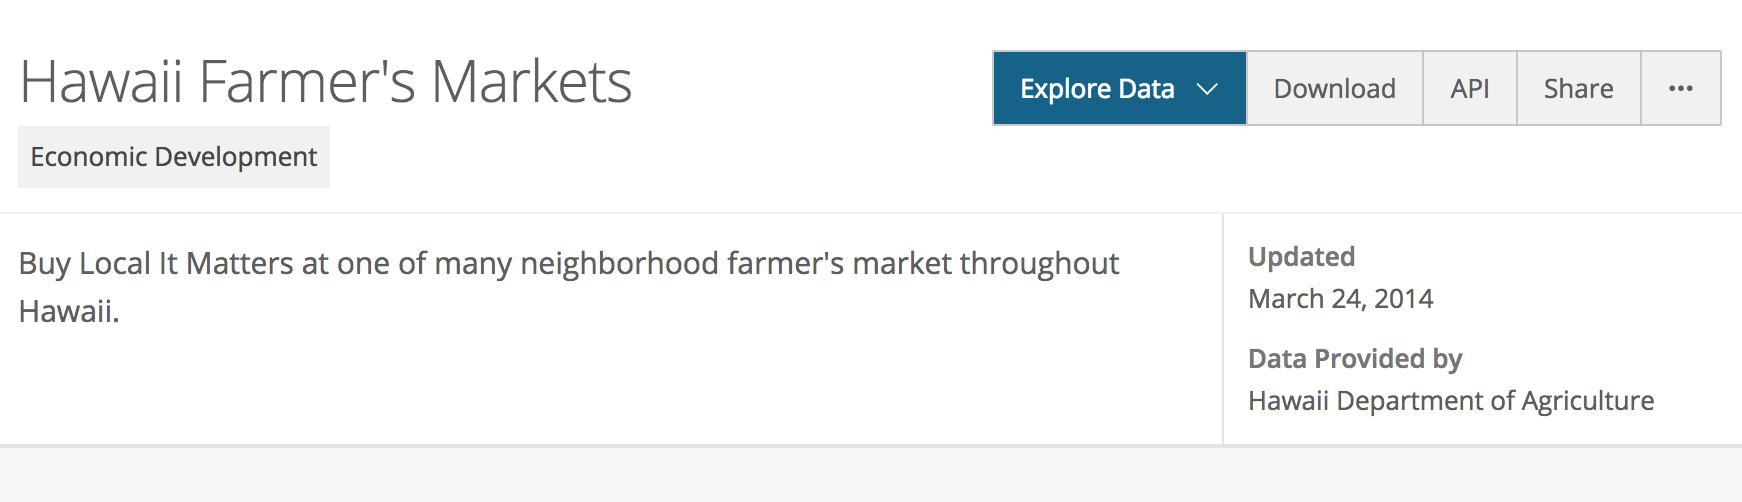 Hawaii Farmer's Markets
Explore Data
Download
API
Share
...
Economic Development
Buy Local It Matters at one of many neighborhood farmer's market throughout
Hawaii.
Updated
March 24, 2014
Data Provided by
Hawaii Department of Agriculture